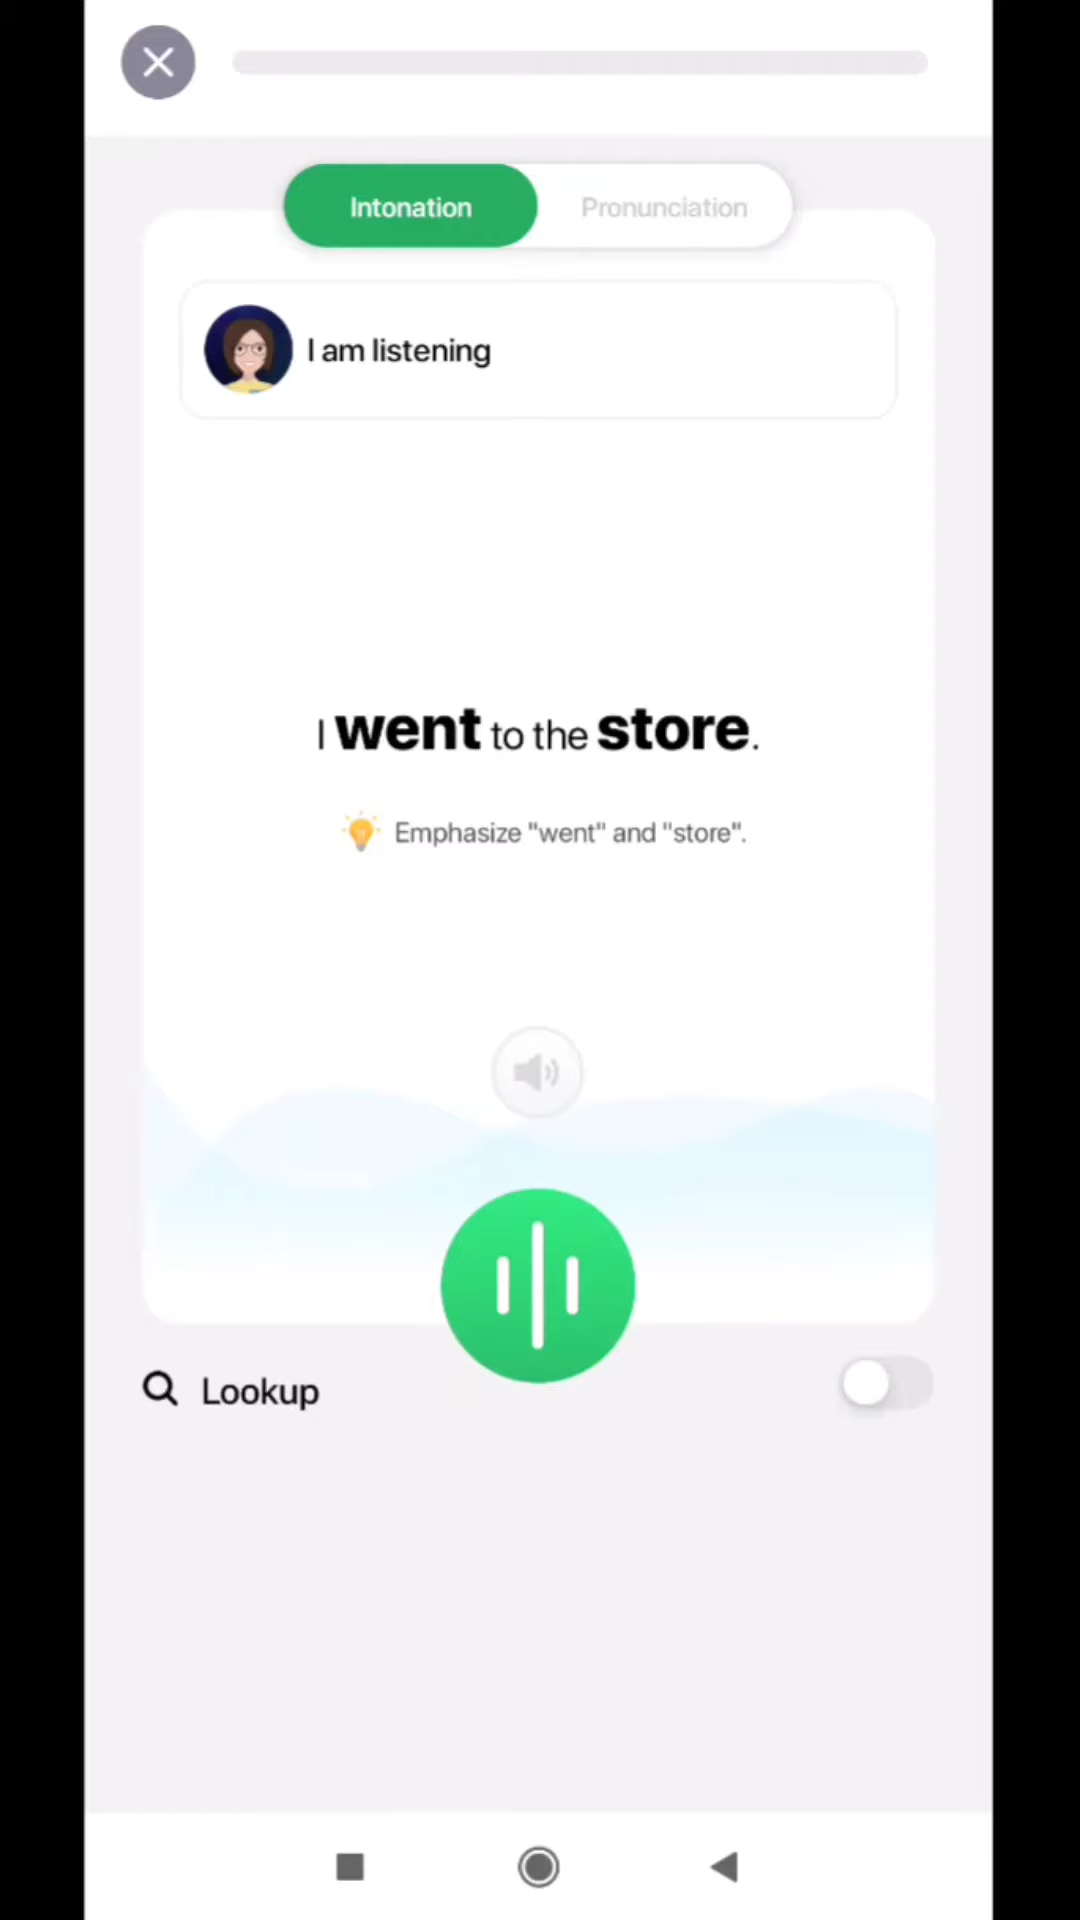 Intonation Pronunciation
I am listening
I went to the store.
Emphasize "went" and "store".
Lookup